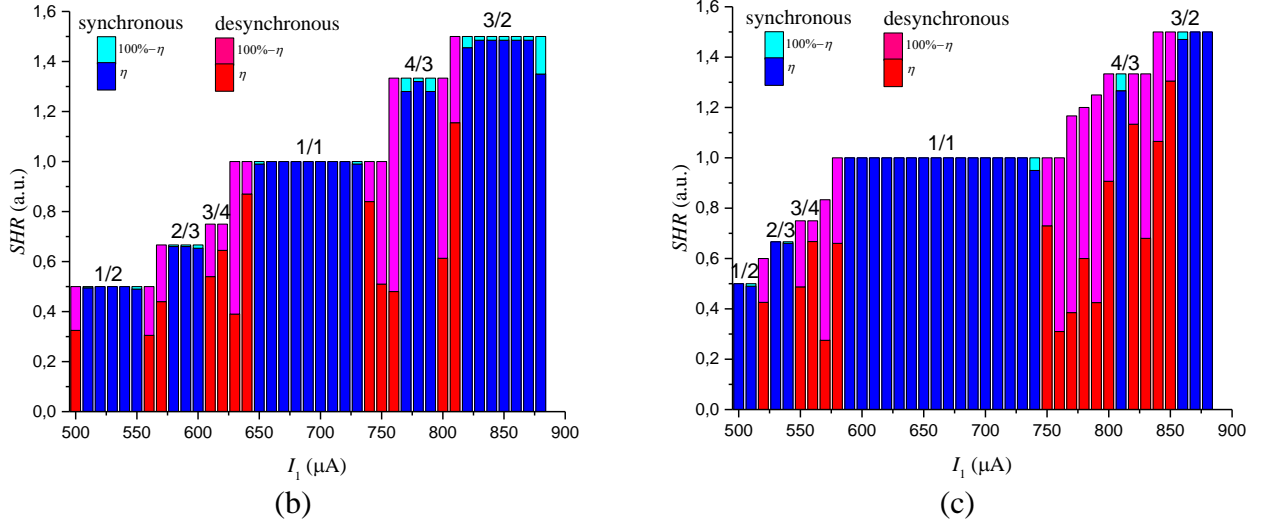 synchronous desynchronous
100%−η 100%−η
η η
3/2
4/3
1/1
3/4
2/3
1/2
SHR (a.u.)
1,6
1,4
1,2
1,0
0,8
0,6
0,4
0,2
0,0
500 550 600 650 700 750 800 850 900
I₁ (μA)
(b)
synchronous desynchronous
100%−η 100%−η
η η
3/2
4/3
1/1
3/4
2/3
1/2
SHR (a.u.)
1,6
1,4
1,2
1,0
0,8
0,6
0,4
0,2
0,0
500 550 600 650 700 750 800 850 900
I₁ (μA)
(c)